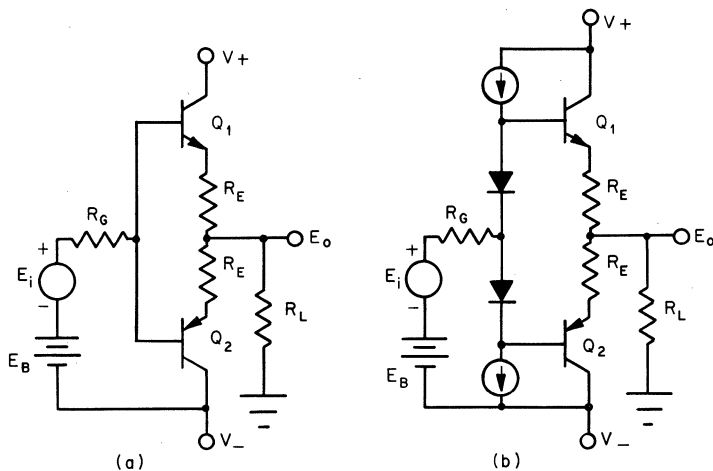 V+
Q1
RE
RG
+
Eo
Ei
RE
−
RL
EB
Q2
V−
(a)
V+
Q1
RE
RG
+
Eo
Ei
RE
−
RL
EB
Q2
V−
(b)